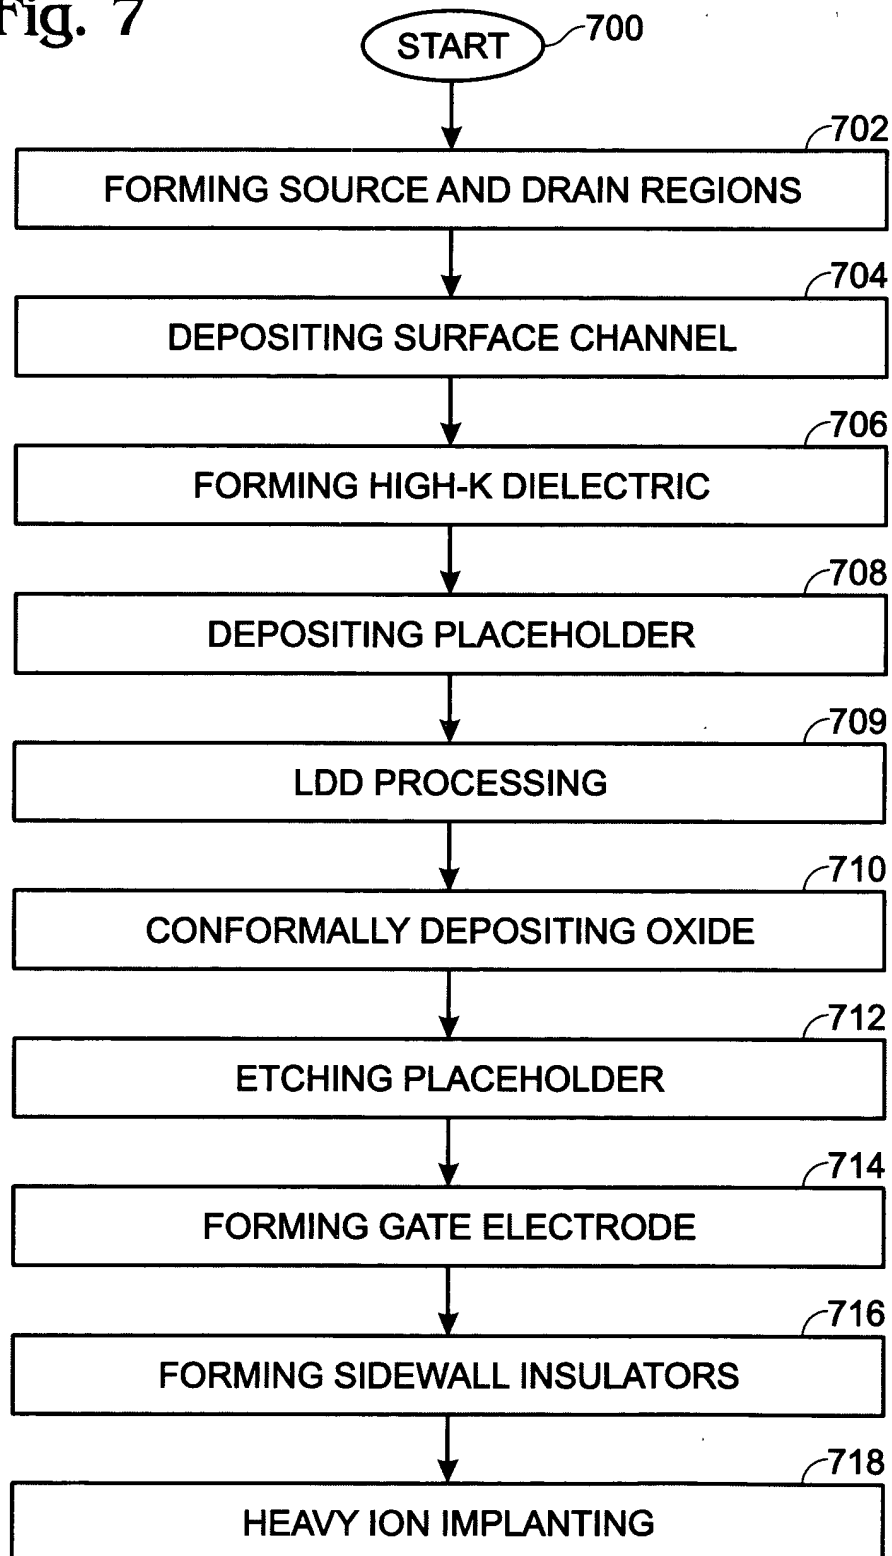 Fig. 7
START
700
702
FORMING SOURCE AND DRAIN REGIONS
704
DEPOSITING SURFACE CHANNEL
706
FORMING HIGH-K DIELECTRIC
708
DEPOSITING PLACEHOLDER
709
LDD PROCESSING
710
CONFORMALLY DEPOSITING OXIDE
712
ETCHING PLACEHOLDER
714
FORMING GATE ELECTRODE
716
FORMING SIDEWALL INSULATORS
718
HEAVY ION IMPLANTING